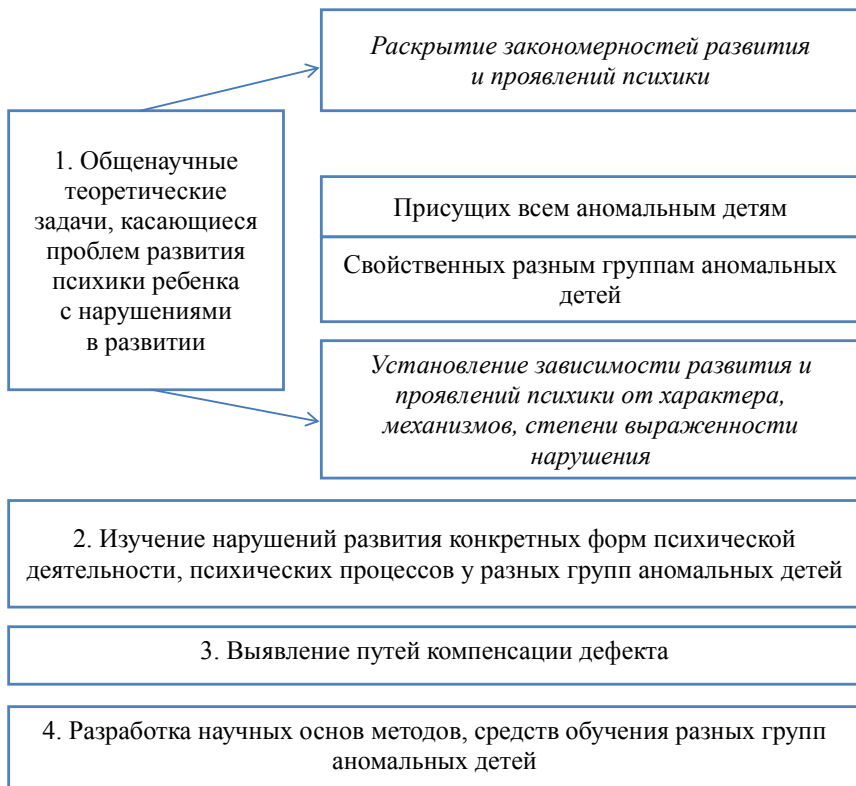 Раскрытие закономерностей развития
и проявлений психики
1. Общенаучные
теоретические
задачи, касающиеся
проблем развития
психики ребенка
с нарушениями
в развитии
Присущих всем аномальным детям
Свойственных разным группам аномальных
детей
Установление зависимости развития и
проявлений психики от характера,
механизмов, степени выраженности
нарушения
2. Изучение нарушений развития конкретных форм психической
деятельности, психических процессов у разных групп аномальных детей
3. Выявление путей компенсации дефекта
4. Разработка научных основ методов, средств обучения разных групп
аномальных детей